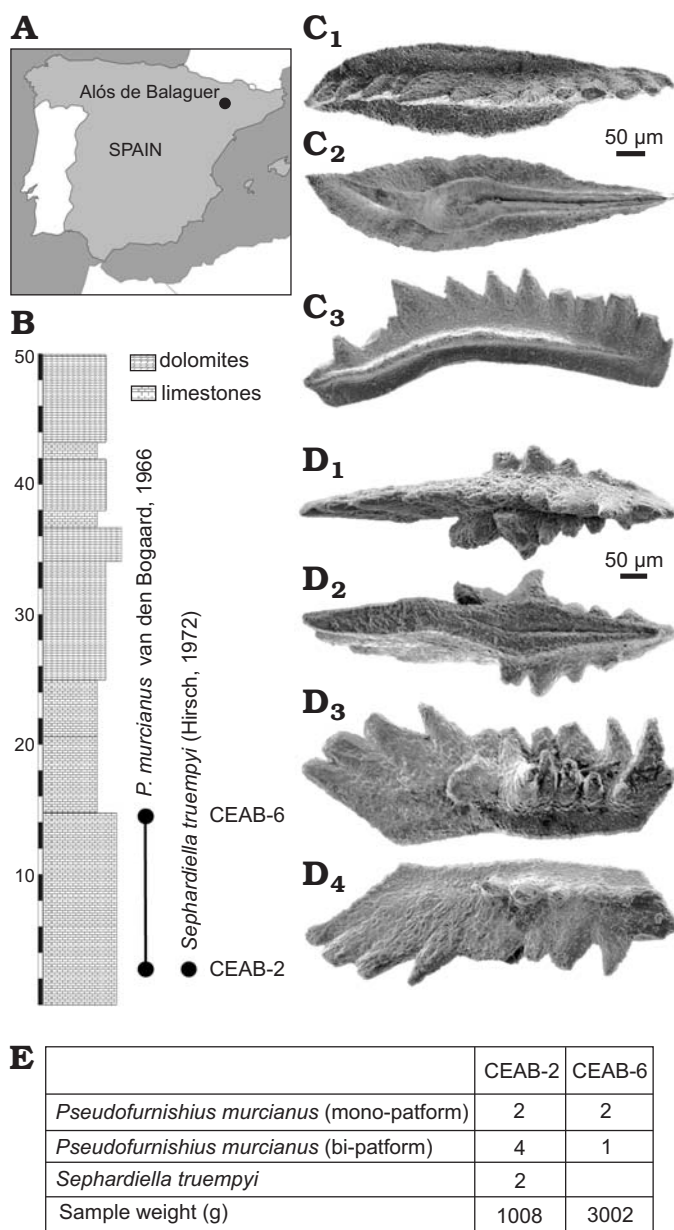 A
Alós de Balaguer
SPAIN
B
50
40
30
20
10
dolomites
limestones
P. murcianus van den Bogaard, 1966
Sephardiella truempyi (Hirsch, 1972)
CEAB-6
CEAB-2
C1
50 µm
C2
C3
D1
50 µm
D2
D3
D4
E
CEAB-2 CEAB-6
Pseudofurnishius murcianus (mono-patform) 2 2
Pseudofurnishius murcianus (bi-patform) 4 1
Sephardiella truempyi 2
Sample weight (g) 1008 3002